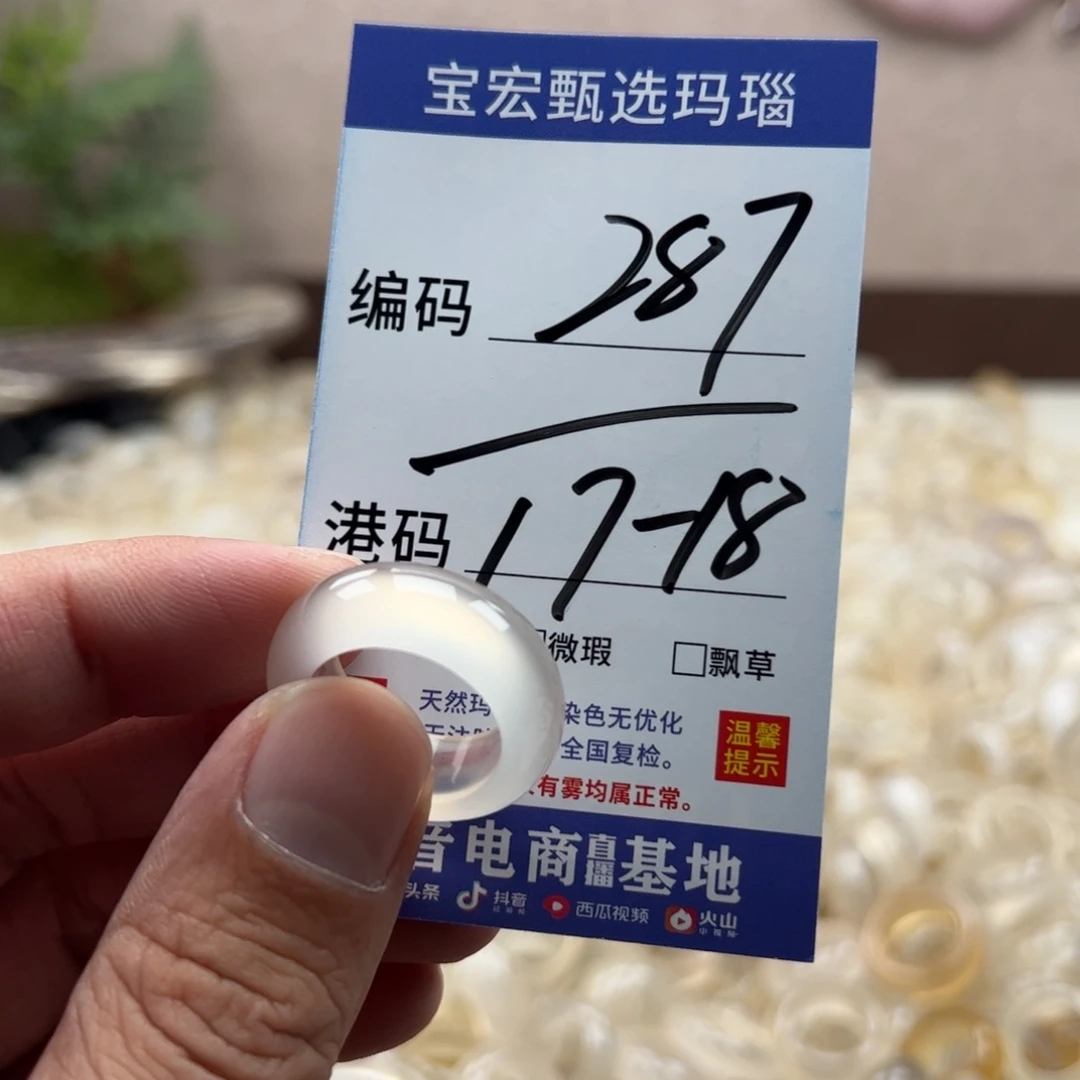 宝宏甄选玛瑙
编码 287
港码 17-18
微瑕 飘草
天然玛 染色无优化
全国复检。
有雾均属正常。
温馨
提示
音电商直播基地
头条 抖音 西瓜视频 火山